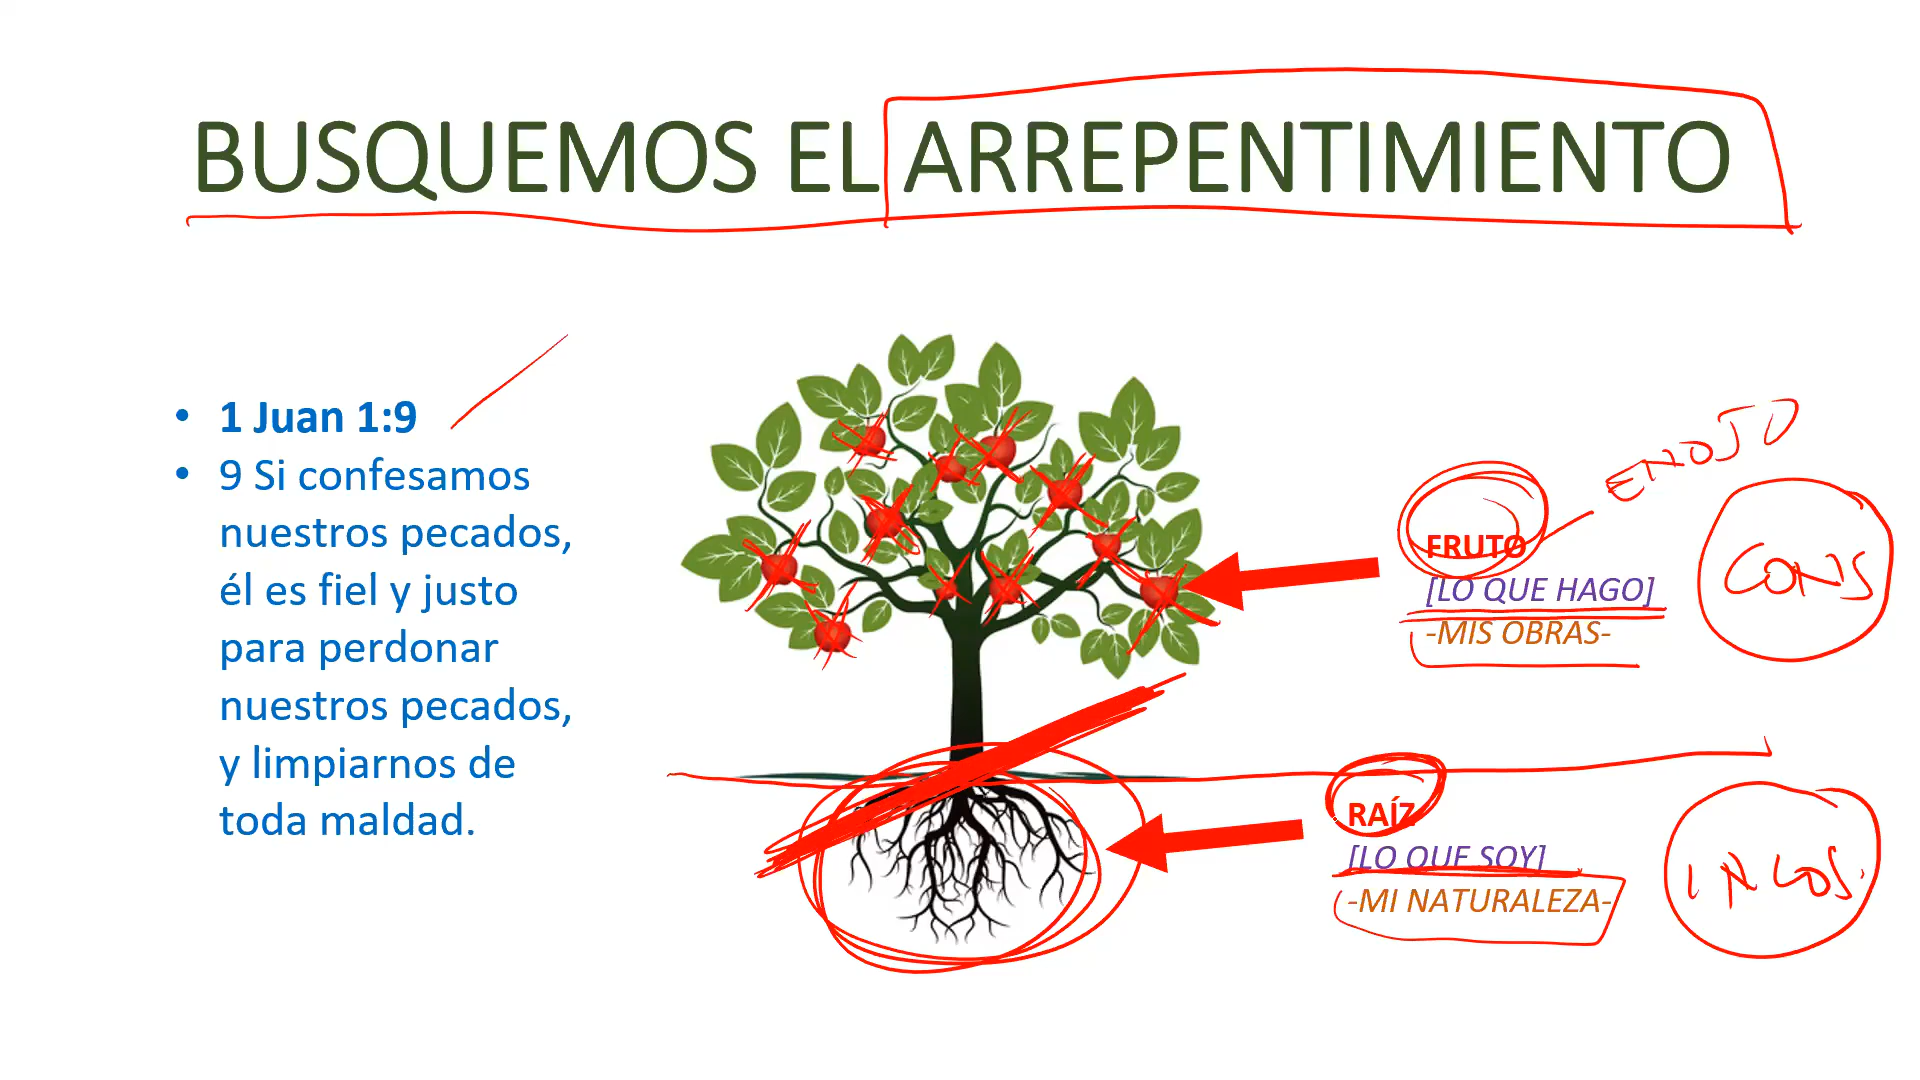 BUSQUEMOS EL ARREPENTIMIENTO
• 1 Juan 1:9
• 9 Si confesamos
nuestros pecados,
él es fiel y justo
para perdonar
nuestros pecados,
y limpiarnos de
toda maldad.
ENOJO
FRUTO
[LO QUE HAGO]
-MIS OBRAS-
CONS
RAÍZ
[LO QUE SOY]
-MI NATURALEZA-